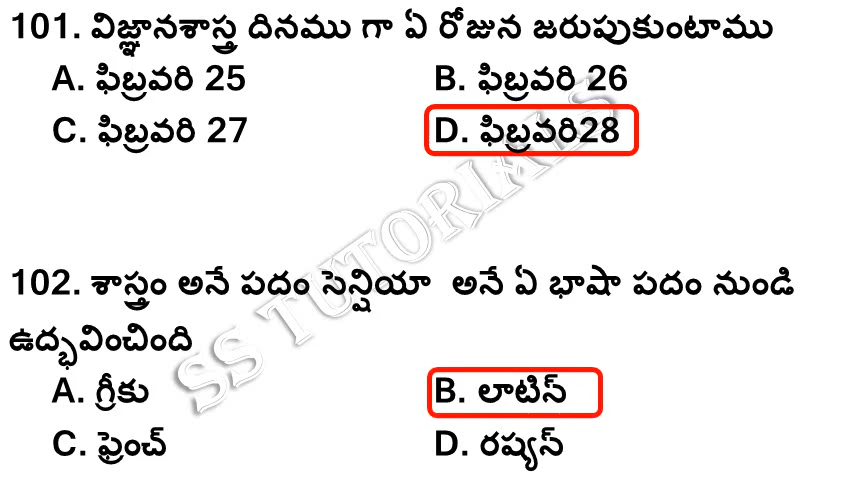 101. విజ్ఞానశాస్త్ర దినము గా ఏ రోజున జరుపుకుంటాము
A. ఫిబ్రవరి 25 B. ఫిబ్రవరి 26
C. ఫిబ్రవరి 27 D. ఫిబ్రవరి28
SS TUTORIALS
102. శాస్త్రం అనే పదం సెన్షియా అనే ఏ భాషా పదం నుండి
ఉద్భవించింది
A. గ్రీకు B. లాటిన్
C. ఫ్రెంచ్ D. రష్యన్